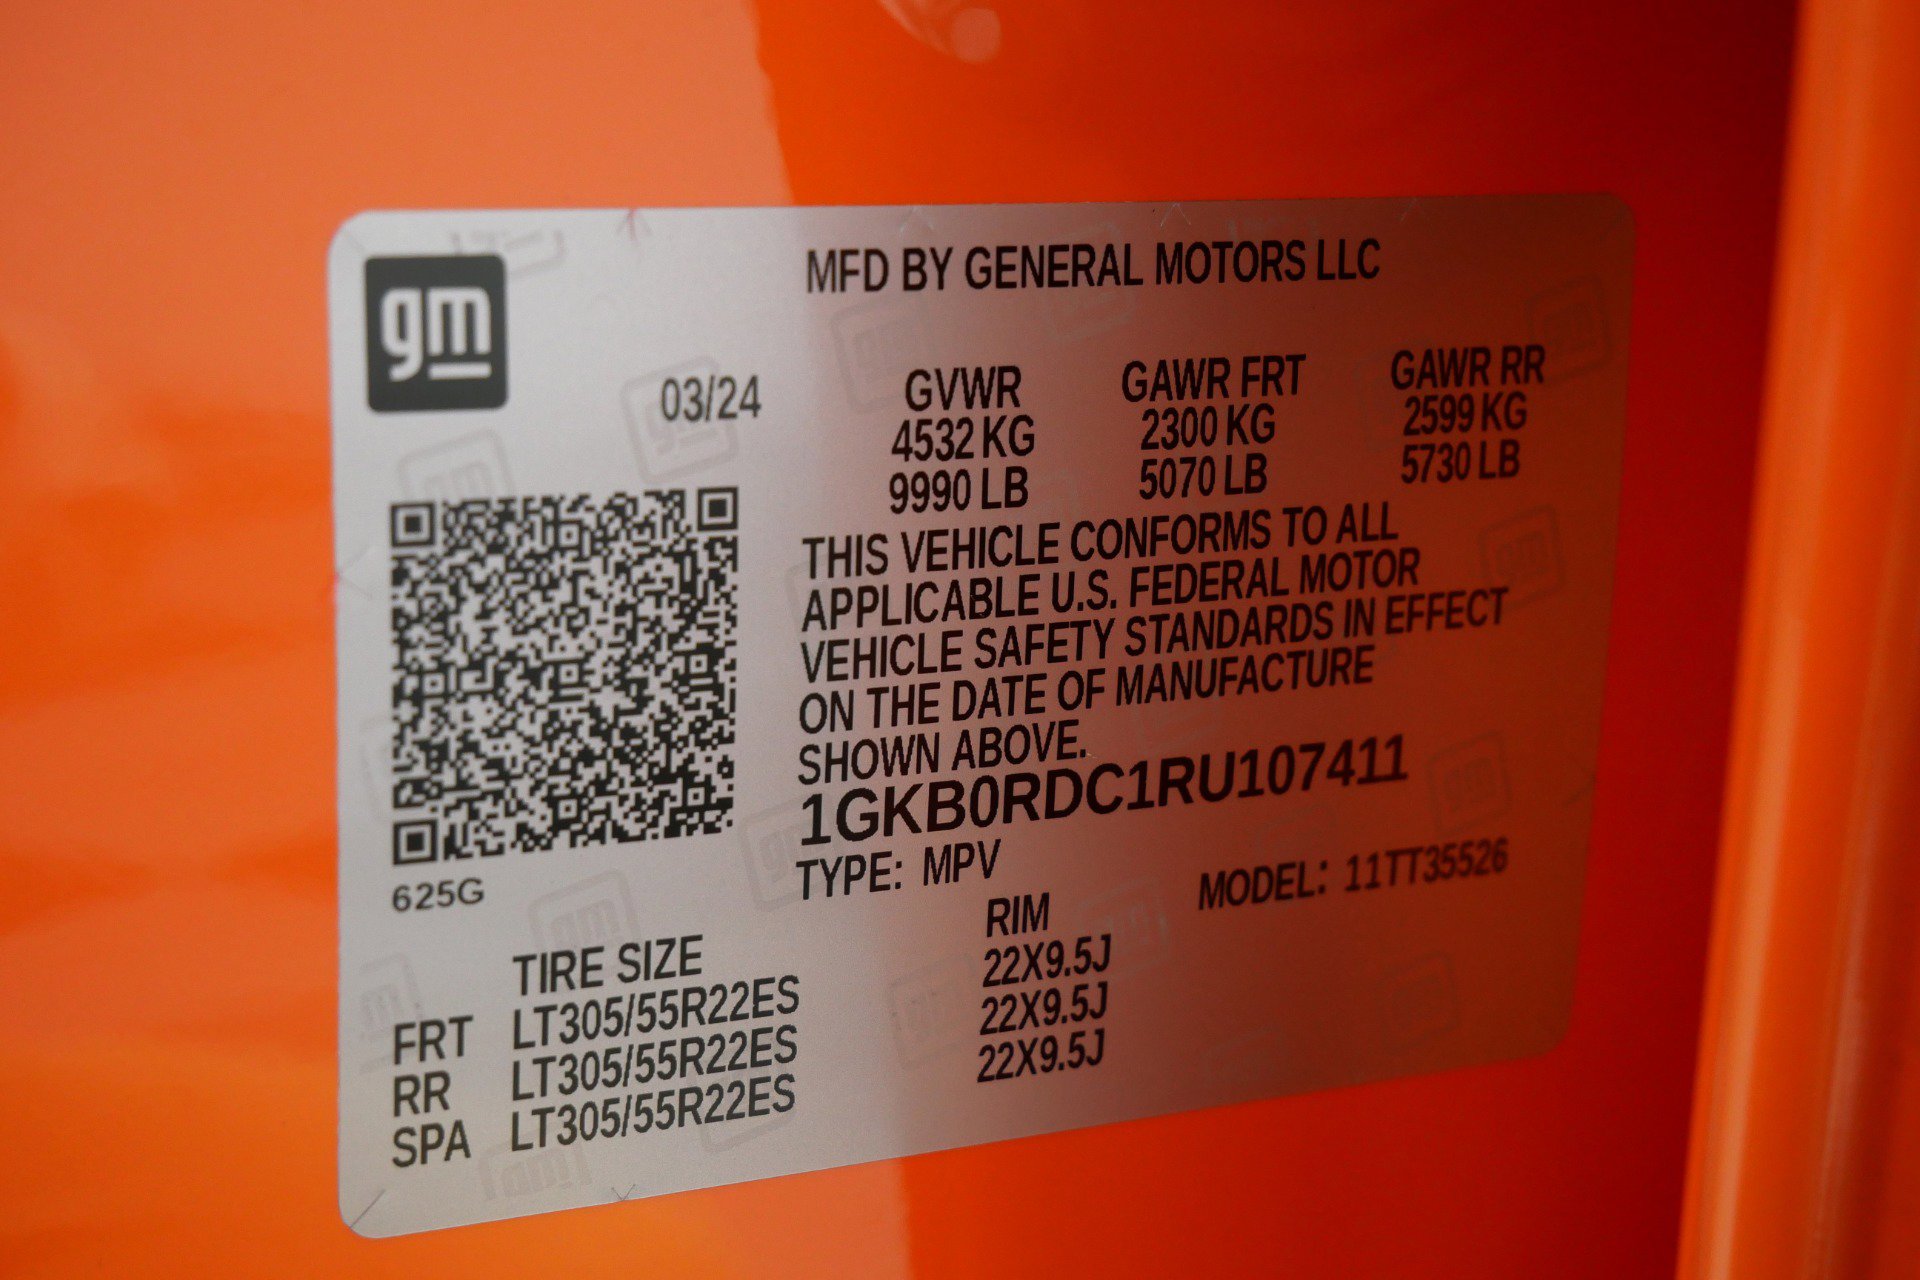 gm
MFD BY GENERAL MOTORS LLC
03/24
GVWR GAWR FRT GAWR RR
4532 KG 2300 KG 2599 KG
9990 LB 5070 LB 5730 LB
THIS VEHICLE CONFORMS TO ALL
APPLICABLE U.S. FEDERAL MOTOR
VEHICLE SAFETY STANDARDS IN EFFECT
ON THE DATE OF MANUFACTURE
SHOWN ABOVE.
1GKB0RDC1RU107411
TYPE: MPV MODEL: 11TT35526
625G
TIRE SIZE RIM
FRT LT305/55R22ES 22X9.5J
RR LT305/55R22ES 22X9.5J
SPA LT305/55R22ES 22X9.5J